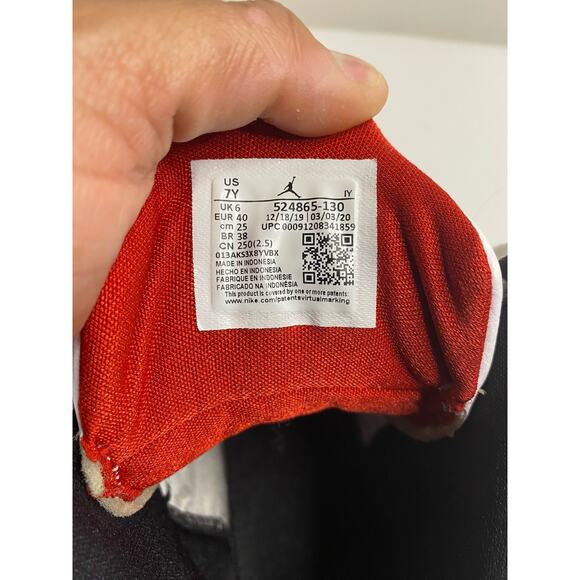 US
7Y
IY
UK 6
524865-130
EUR 40
12/18/19 03/03/20
cm 25
UPC 00091208341859
BR 38
CN 250(2.5)
013AKS3X8YVBX
MADE IN INDONESIA
HECHO EN INDONESIA
FABRIQUE EN INDONESIE
FABRICADO NA INDONÉSIA
This product is covered by one or more patents:
www.nike.com/patentsvirtualmarking